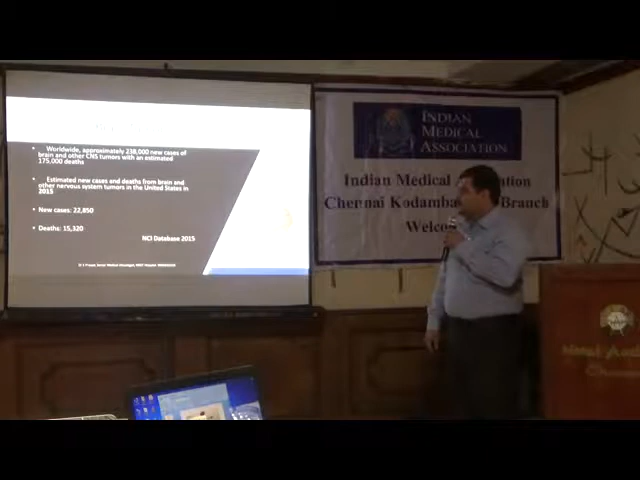 Worldwide, approximately 238,000 new cases of
brain and other CNS tumors with an estimated
175,000 deaths
Estimated new cases and deaths from brain and
other nervous system tumors in the United States in
2015
New cases: 22,850
Deaths: 15,320
NCI Database 2015
INDIAN
MEDICAL
ASSOCIATION
Indian Medical
Chennai Branch